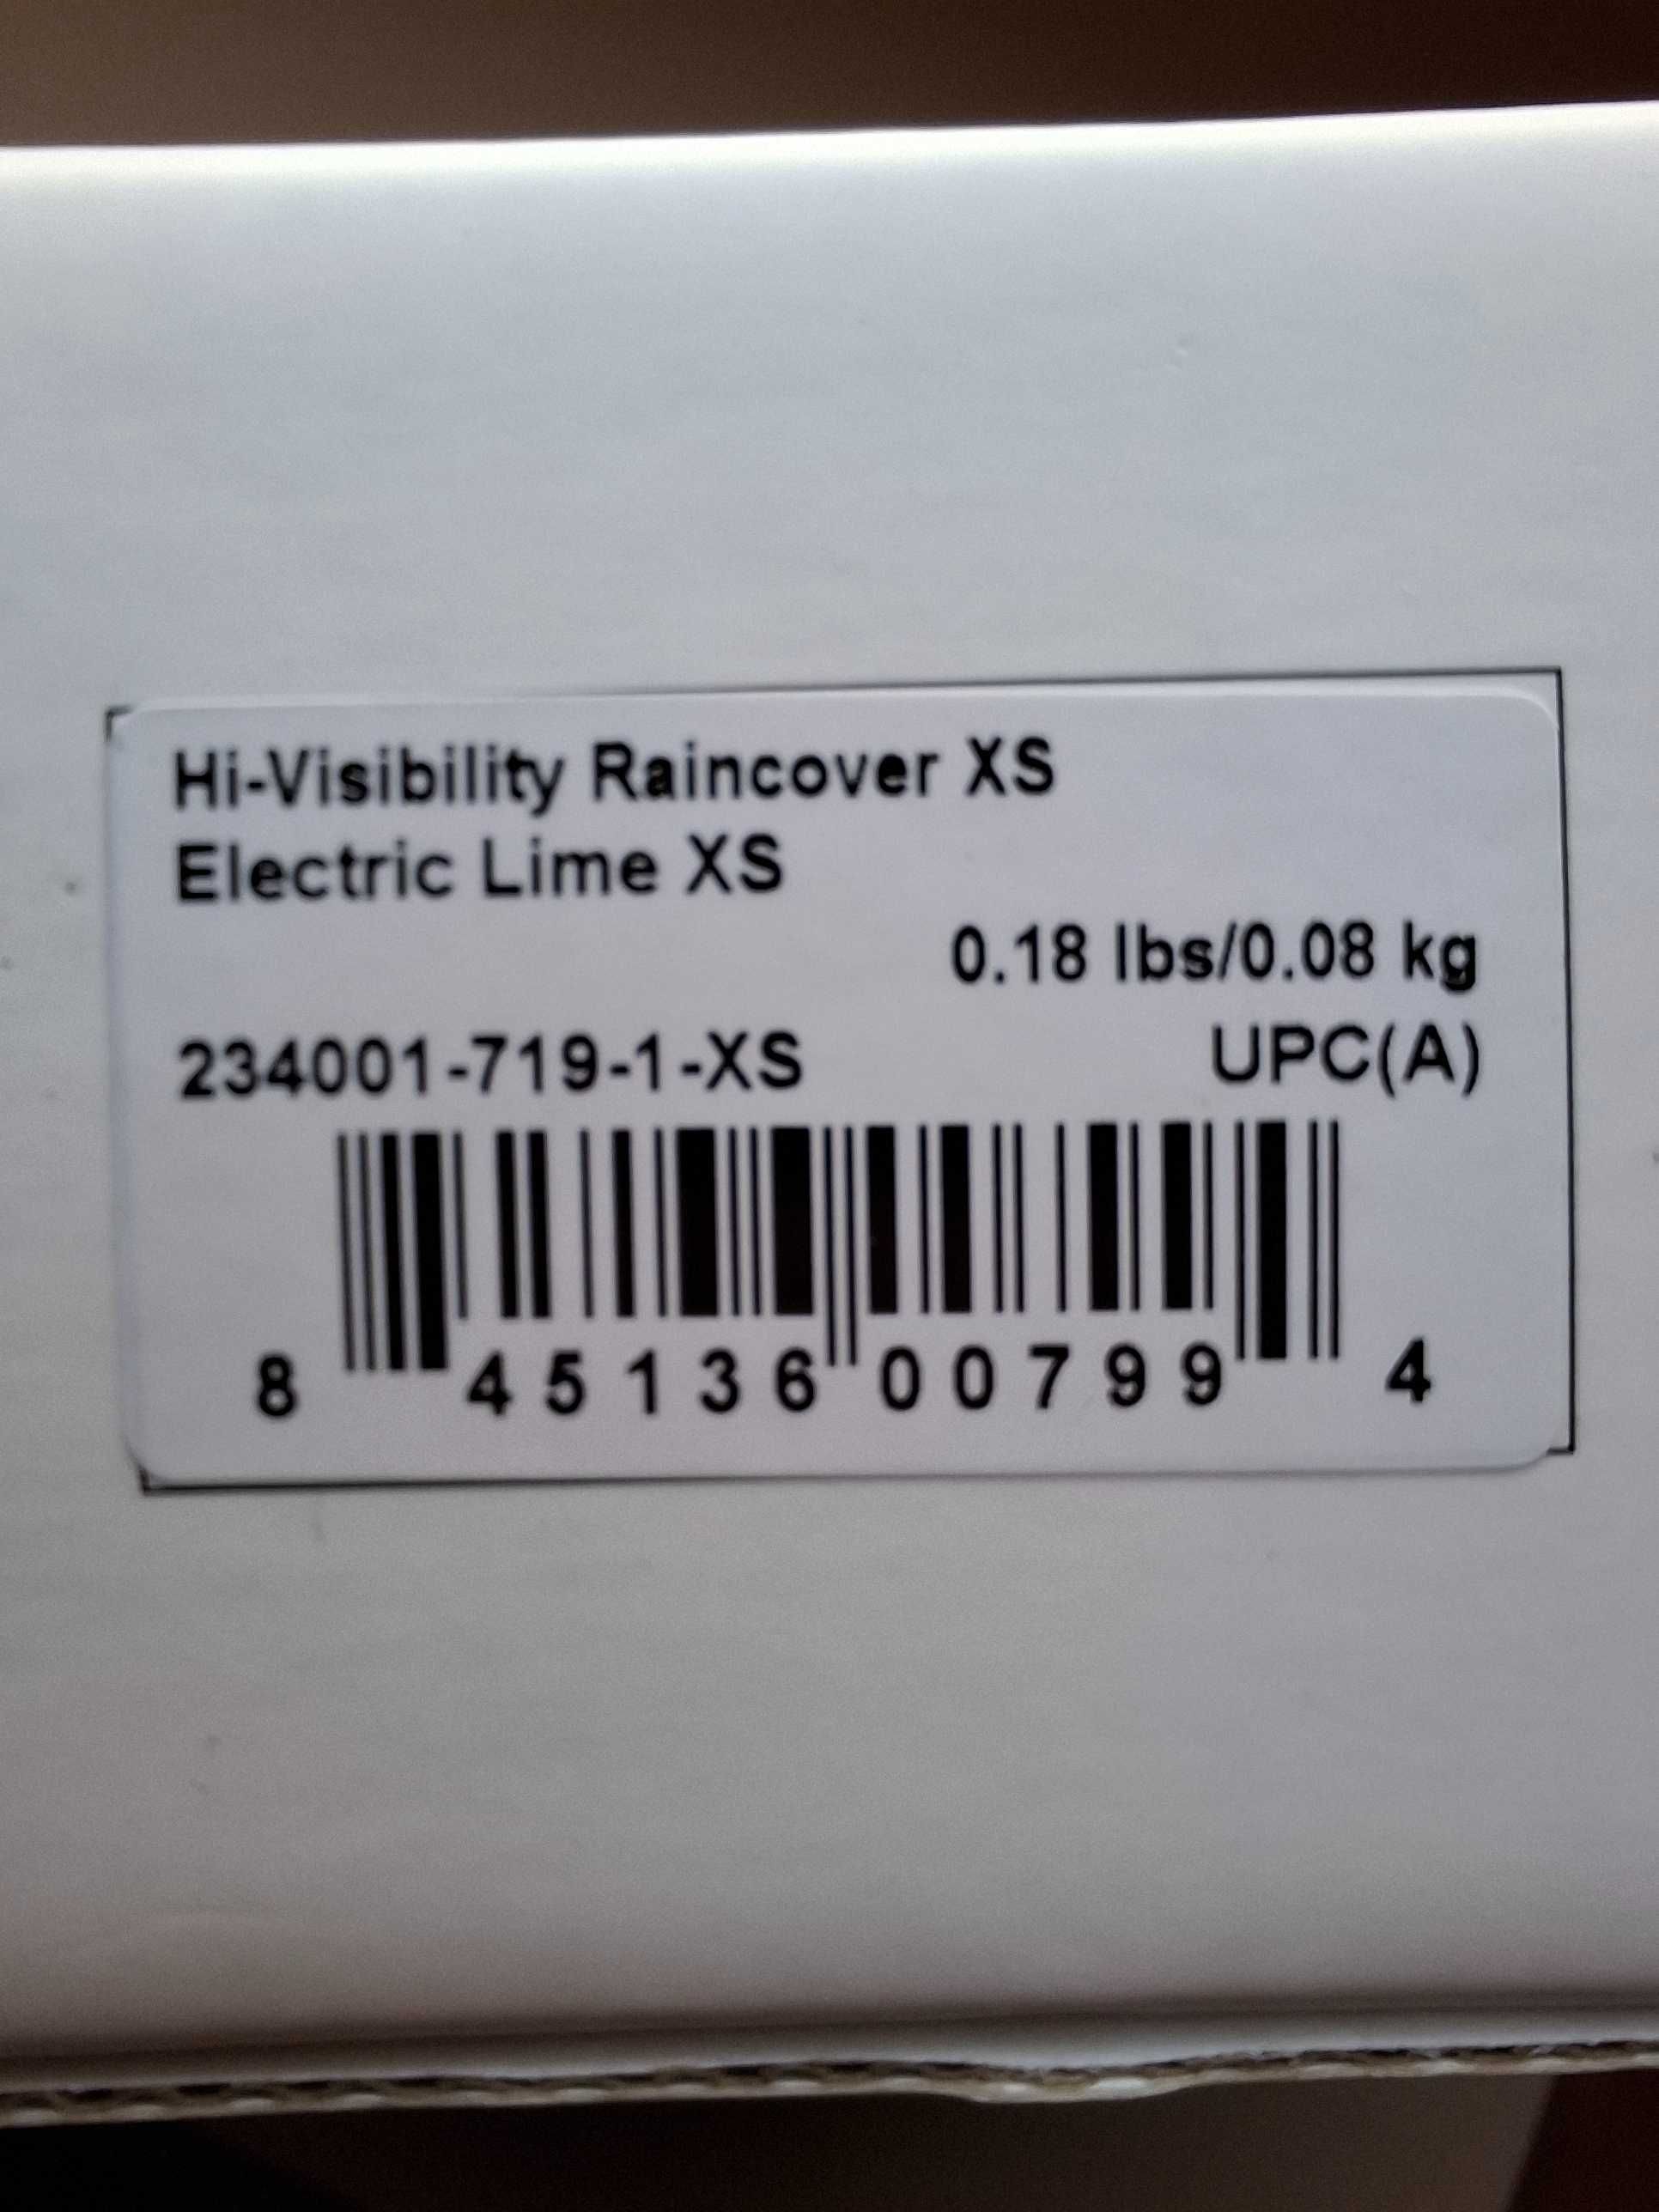 Hi-Visibility Raincover XS
Electric Lime XS
0.18 lbs/0.08 kg
234001-719-1-XS UPC(A)
8 45136 00799 4